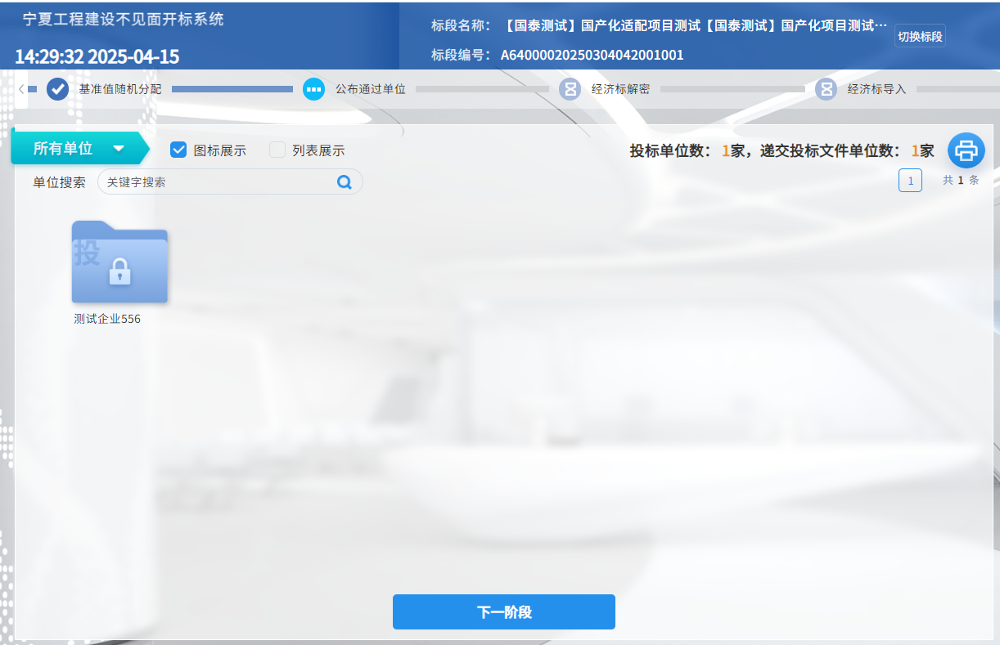 宁夏工程建设不见面开标系统
14:29:32 2025-04-15
标段名称： 【国泰测试】国产化适配项目测试【国泰测试】国产化项目测试…
切换标段
标段编号： A64000020250304042001001
基准值随机分配
公布通过单位
经济标解密
经济标导入
所有单位
图标展示
列表展示
投标单位数： 1家，递交投标文件单位数： 1家
单位搜索
关键字搜索
1
共 1 条
投
测试企业556
下一阶段